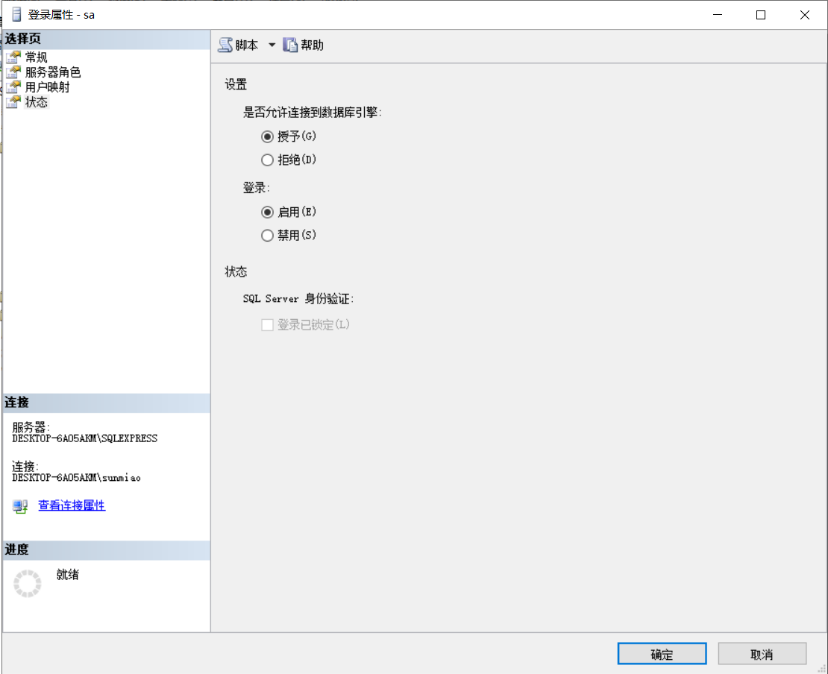 登录属性 - sa
选择页
常规
服务器角色
用户映射
状态
脚本
帮助
设置
是否允许连接到数据库引擎:
授予(G)
拒绝(D)
登录:
启用(E)
禁用(S)
状态
SQL Server 身份验证:
登录已锁定(L)
连接
服务器:
DESKTOP-6A05AKM\SQLEXPRESS
连接:
DESKTOP-6A05AKM\sunmiao
查看连接属性
进度
就绪
确定
取消